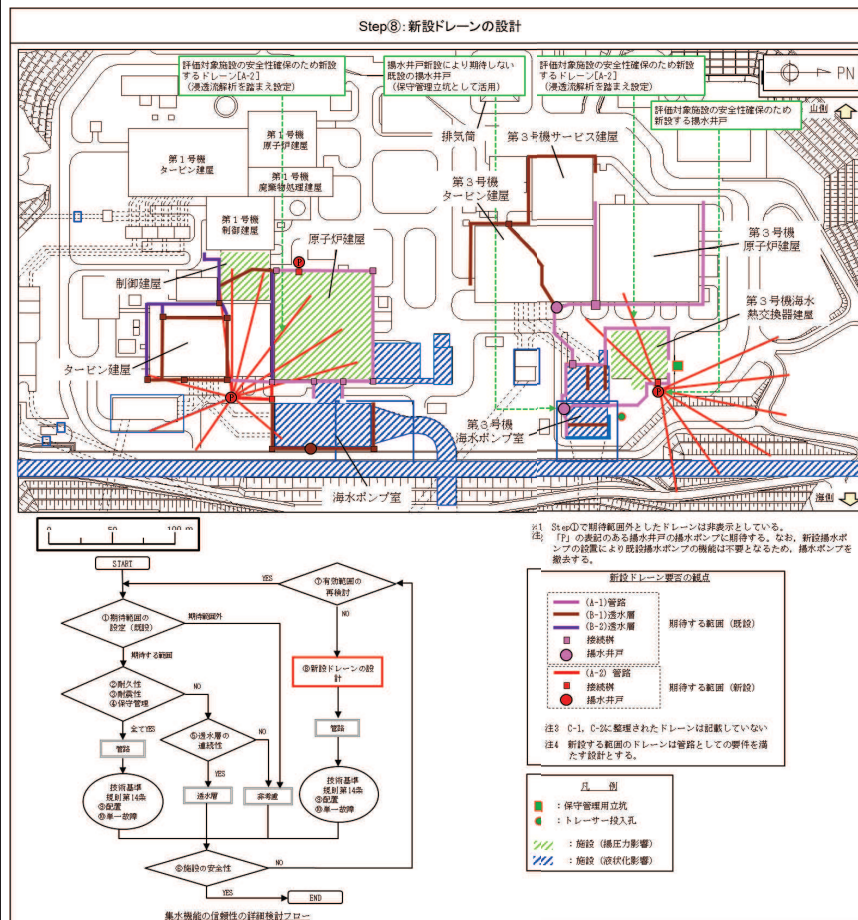 Step⑧:新設ドレーンの設計
評価対象施設の安全性確保のため新設
するドレーン[A-2]
(浸透流解析を踏まえ設定)
揚水井戸新設により期待しない
既設の揚水井戸
(保守管理立坑として活用)
評価対象施設の安全性確保のため新設
するドレーン[A-2]
(浸透流解析を踏まえ設定)
PN
山側
評価対象施設の安全性確保のため
新設する揚水井戸
排気筒
第3号機サービス建屋
第1号機
原子炉建屋
第1号機
タービン建屋
第1号機
廃棄物処理建屋
第3号機
タービン建屋
第1号機
制御建屋
原子炉建屋
第3号機
原子炉建屋
制御建屋
第3号機海水
熱交換器建屋
タービン建屋
P
P
P
第3号機
海水ポンプ室
海水ポンプ室
海側
0 50 100 m
※1 Step①で期待範囲外としたドレーンは非表示としている。
「P」の表記のある揚水井戸の揚水ポンプに期待する。なお、新設揚水ポ
ンプの設置により既設揚水ポンプの機能は不要となるため、揚水ポンプを
撤去する。
新設ドレーン要否の観点
(A-1)管路
(B-1)透水層
(B-2)透水層
接続桝
揚水井戸
期待する範囲(既設)
(A-2) 管路
接続桝
揚水井戸
期待する範囲(新設)
注3 C-1, C-2に整理されたドレーンは記載していない
注4 新設する範囲のドレーンは管路としての要件を満
たす設計とする。
凡 例
:保守管理用立坑
:トレーサー投入孔
:施設(揚圧力影響)
:施設(液状化影響)
START
YES
⑦有効範囲の
再検討
①期待範囲の
設定(既設)
期待範囲外
NO
期待する範囲
⑧新設ドレーンの設
計
②耐久性
③耐震性
④保守管理
NO
全てYES
⑤透水層の
連続性
NO
管路
管路
YES
技術基準
規則第14条
⑨配置
⑩単一故障
透水層
非考慮
技術基準
規則第14条
⑨配置
⑩単一故障
⑥施設の安全性
NO
YES
END
集水機能の信頼性の詳細検討フロー